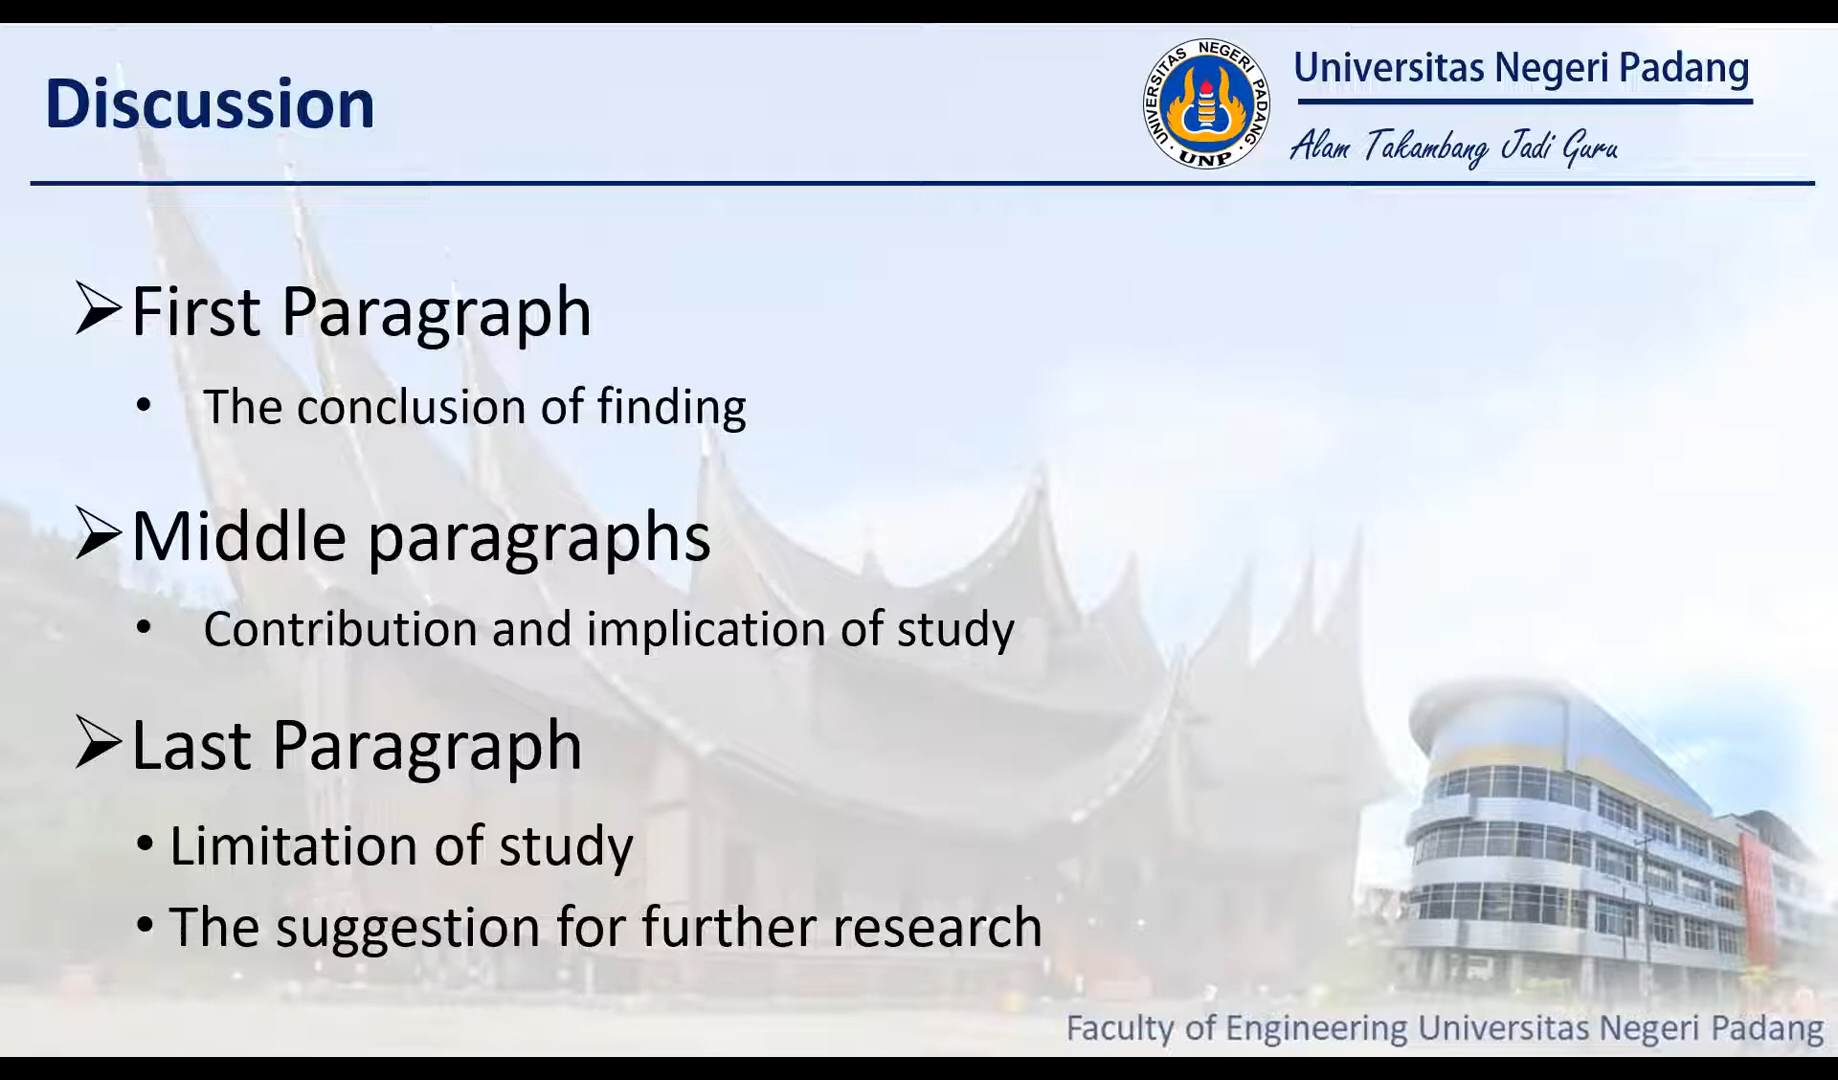 Discussion
UNIVERSITAS NEGERI PADANG
UNP
Universitas Negeri Padang
Alam Takambang Jadi Guru
➢First Paragraph
• The conclusion of finding
➢Middle paragraphs
• Contribution and implication of study
➢Last Paragraph
• Limitation of study
• The suggestion for further research
Faculty of Engineering Universitas Negeri Padang